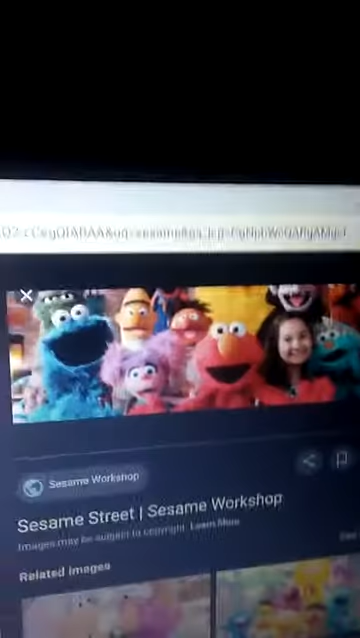 Sesame Workshop
Sesame Street | Sesame Workshop
Images may be subject to copyright. Learn More
Related images